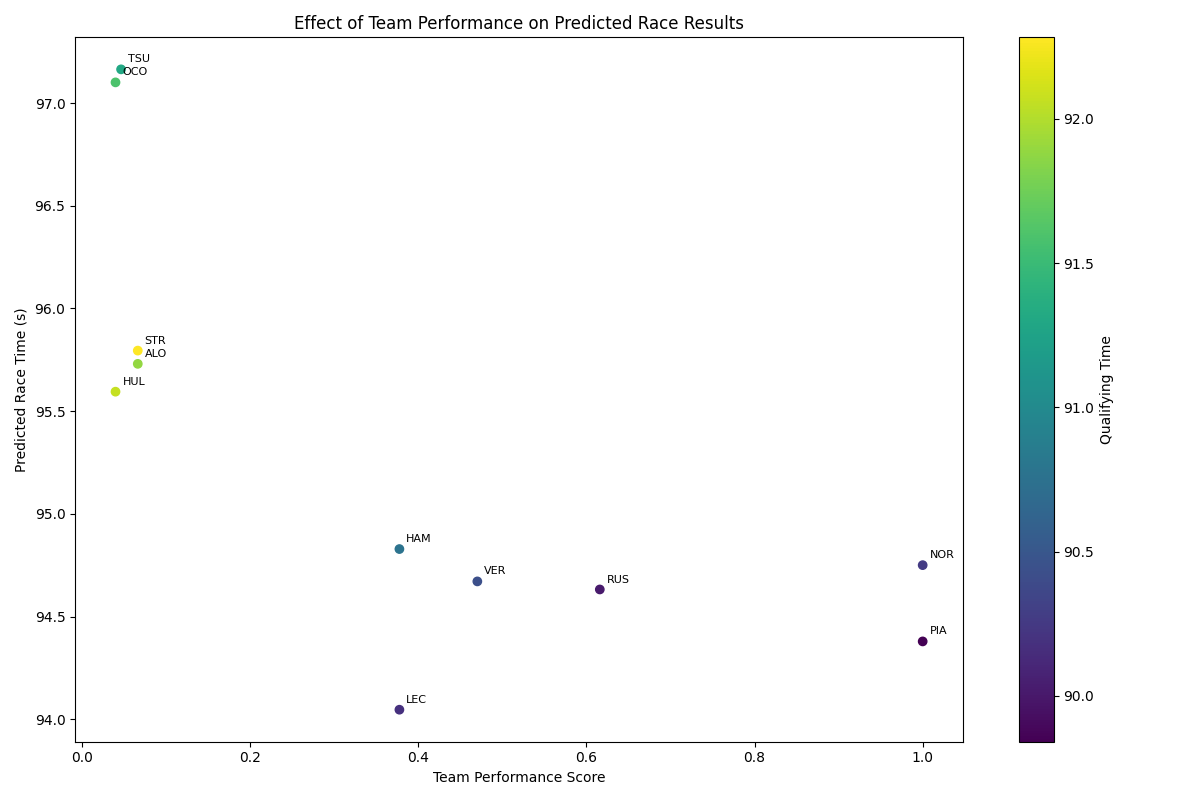 Effect of Team Performance on Predicted Race Results
TSU
OCO
STR
ALO
HUL
HAM
VER
RUS
NOR
PIA
LEC
97.0
96.5
96.0
95.5
95.0
94.5
94.0
Predicted Race Time (s)
0.0
0.2
0.4
0.6
0.8
1.0
Team Performance Score
92.0
91.5
91.0
90.5
90.0
Qualifying Time